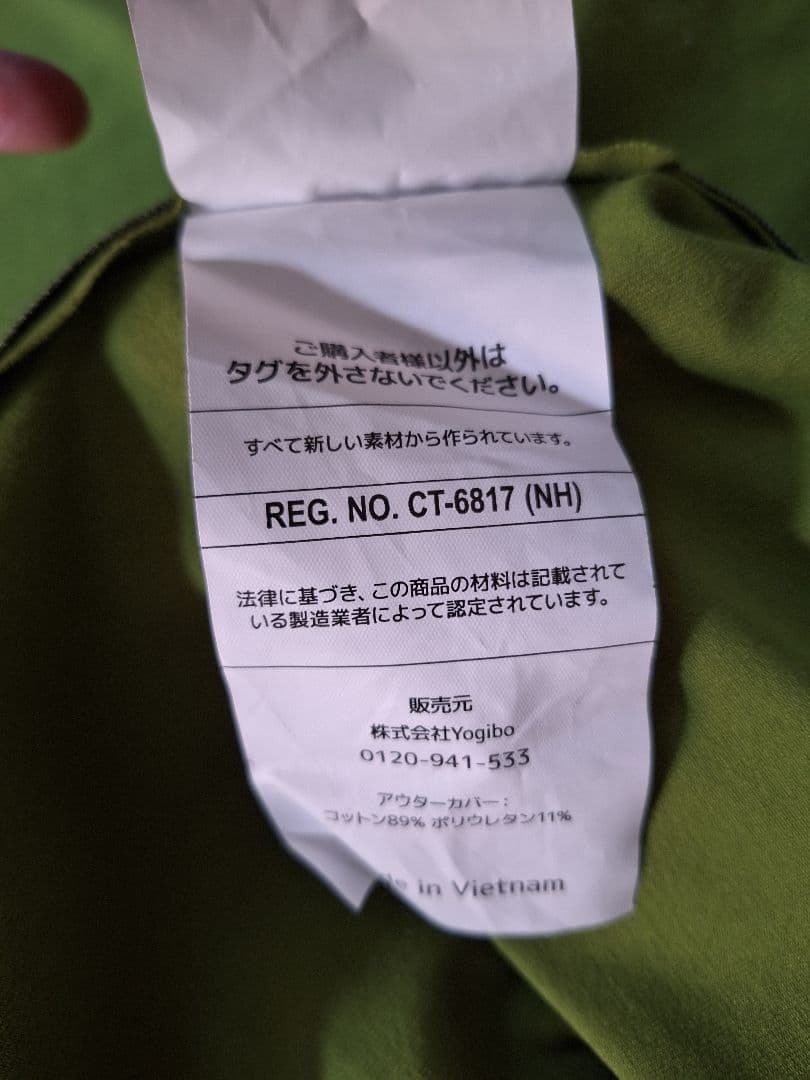 ご購入者様以外は
タグを外さないでください。
すべて新しい素材から作られています。
REG. NO. CT-6817 (NH)
法律に基づき、この商品の材料は記載されて
いる製造業者によって認定されています。
販売元
株式会社Yogibo
0120-941-533
アウターカバー：
コットン89% ポリウレタン11%
in Vietnam